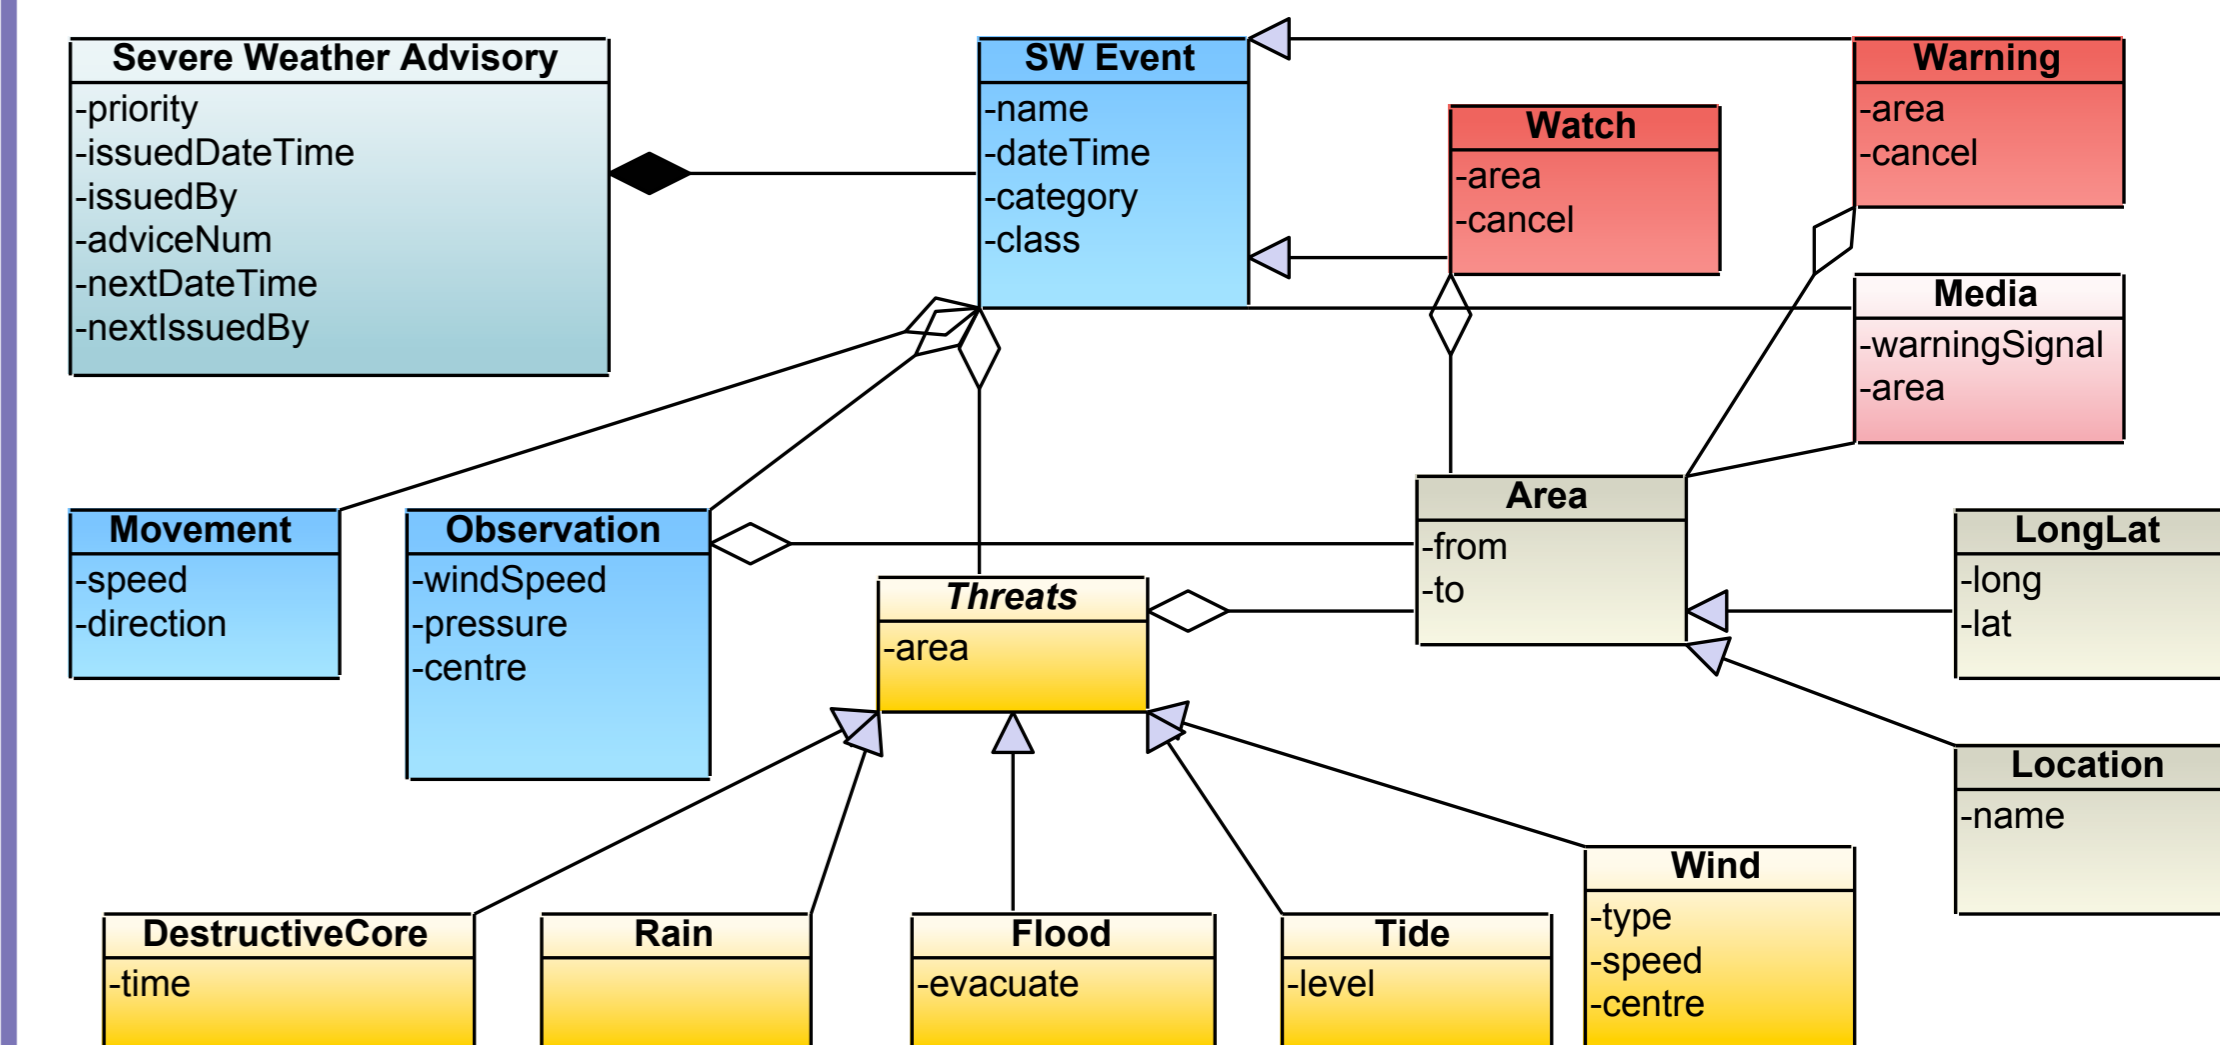 Severe Weather Advisory
-priority
-issuedDateTime
-issuedBy
-adviceNum
-nextDateTime
-nextIssuedBy
SW Event
-name
-dateTime
-category
-class
Watch
-area
-cancel
Warning
-area
-cancel
Media
-warningSignal
-area
Movement
-speed
-direction
Observation
-windSpeed
-pressure
-centre
Threats
-area
Area
-from
-to
LongLat
-long
-lat
Location
-name
DestructiveCore
-time
Rain
Flood
-evacuate
Tide
-level
Wind
-type
-speed
-centre